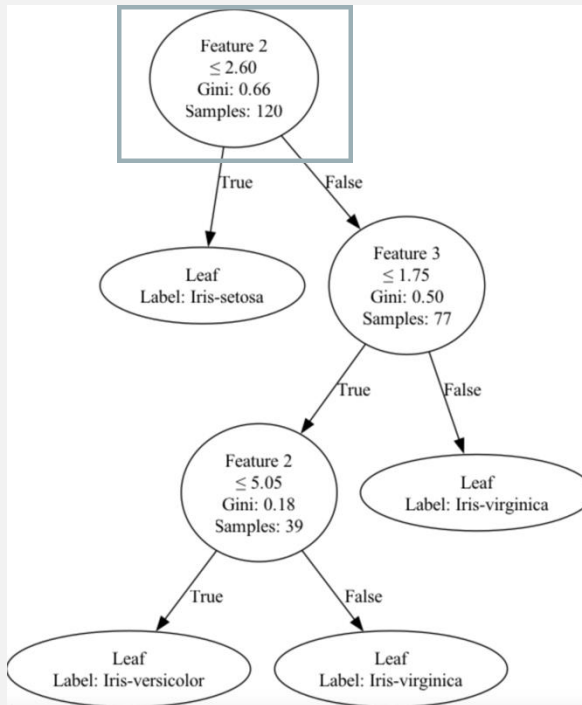 Feature 2
≤ 2.60
Gini: 0.66
Samples: 120
True
False
Leaf
Label: Iris-setosa
Feature 3
≤ 1.75
Gini: 0.50
Samples: 77
True
False
Feature 2
≤ 5.05
Gini: 0.18
Samples: 39
Leaf
Label: Iris-virginica
True
False
Leaf
Label: Iris-versicolor
Leaf
Label: Iris-virginica